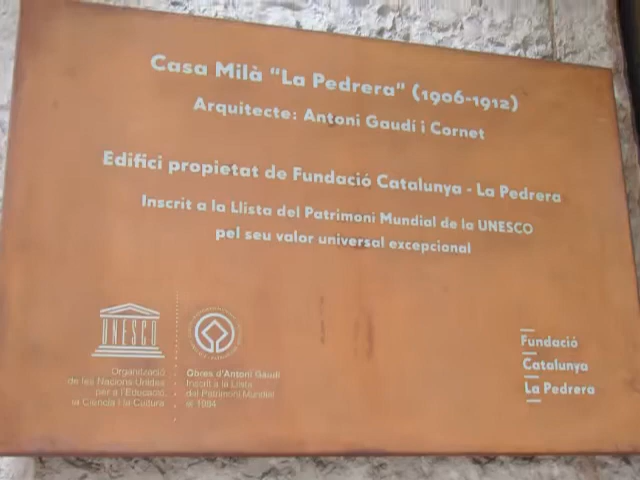 Casa Milà "La Pedrera" (1906-1912)
Arquitecte: Antoni Gaudí i Cornet
Edifici propietat de Fundació Catalunya - La Pedrera
Inscrit a la Llista del Patrimoni Mundial de la UNESCO
pel seu valor universal excepcional
UNESCO
Organització
de les Nacions Unides
per a l'Educació,
la Ciència i la Cultura
Obres d'Antoni Gaudí
Inscrit a la Llista
del Patrimoni Mundial
el 1984
Fundació
Catalunya
La Pedrera